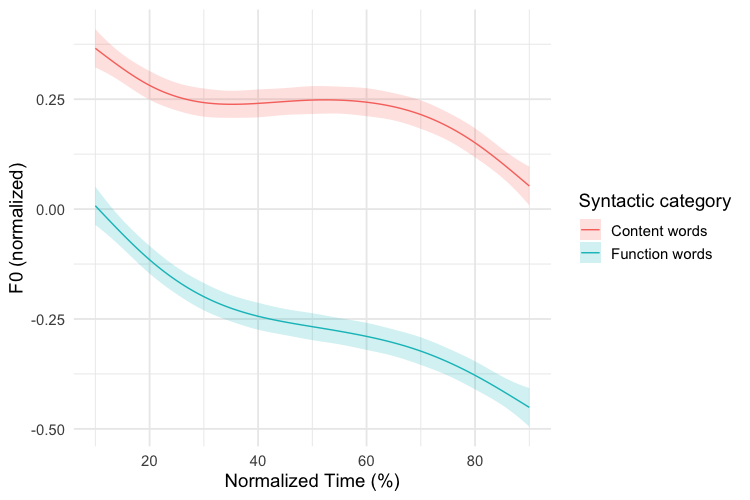 0.25
0.00
-0.25
-0.50
F0 (normalized)
20 40 60 80
Normalized Time (%)
Syntactic category
Content words
Function words